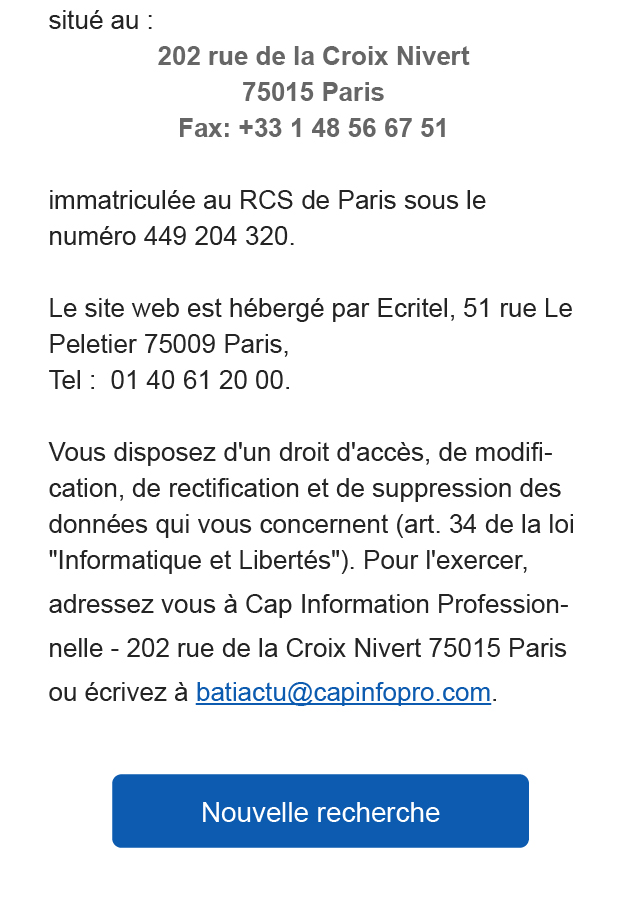 situé au :
202 rue de la Croix Nivert
75015 Paris
Fax: +33 1 48 56 67 51
immatriculée au RCS de Paris sous le
numéro 449 204 320.
Le site web est hébergé par Ecritel, 51 rue Le
Peletier 75009 Paris,
Tel :  01 40 61 20 00.
Vous disposez d'un droit d'accès, de modifi-
cation, de rectification et de suppression des
données qui vous concernent (art. 34 de la loi
"Informatique et Libertés"). Pour l'exercer,
adressez vous à Cap Information Profession-
nelle - 202 rue de la Croix Nivert 75015 Paris
ou écrivez à batiactu@capinfopro.com.
Nouvelle recherche